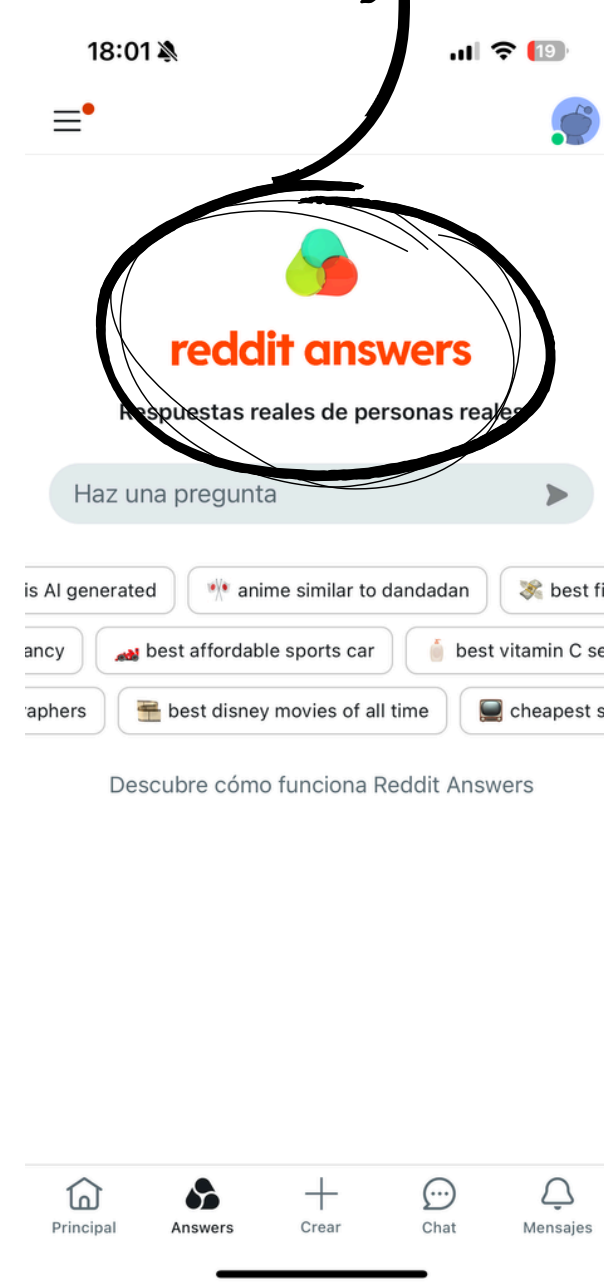 18:01
19
reddit answers
Respuestas reales de personas reales
Haz una pregunta
is AI generated anime similar to dandadan best fi
ancy best affordable sports car best vitamin C se
raphers best disney movies of all time cheapest s
Descubre cómo funciona Reddit Answers
Principal Answers Crear Chat Mensajes